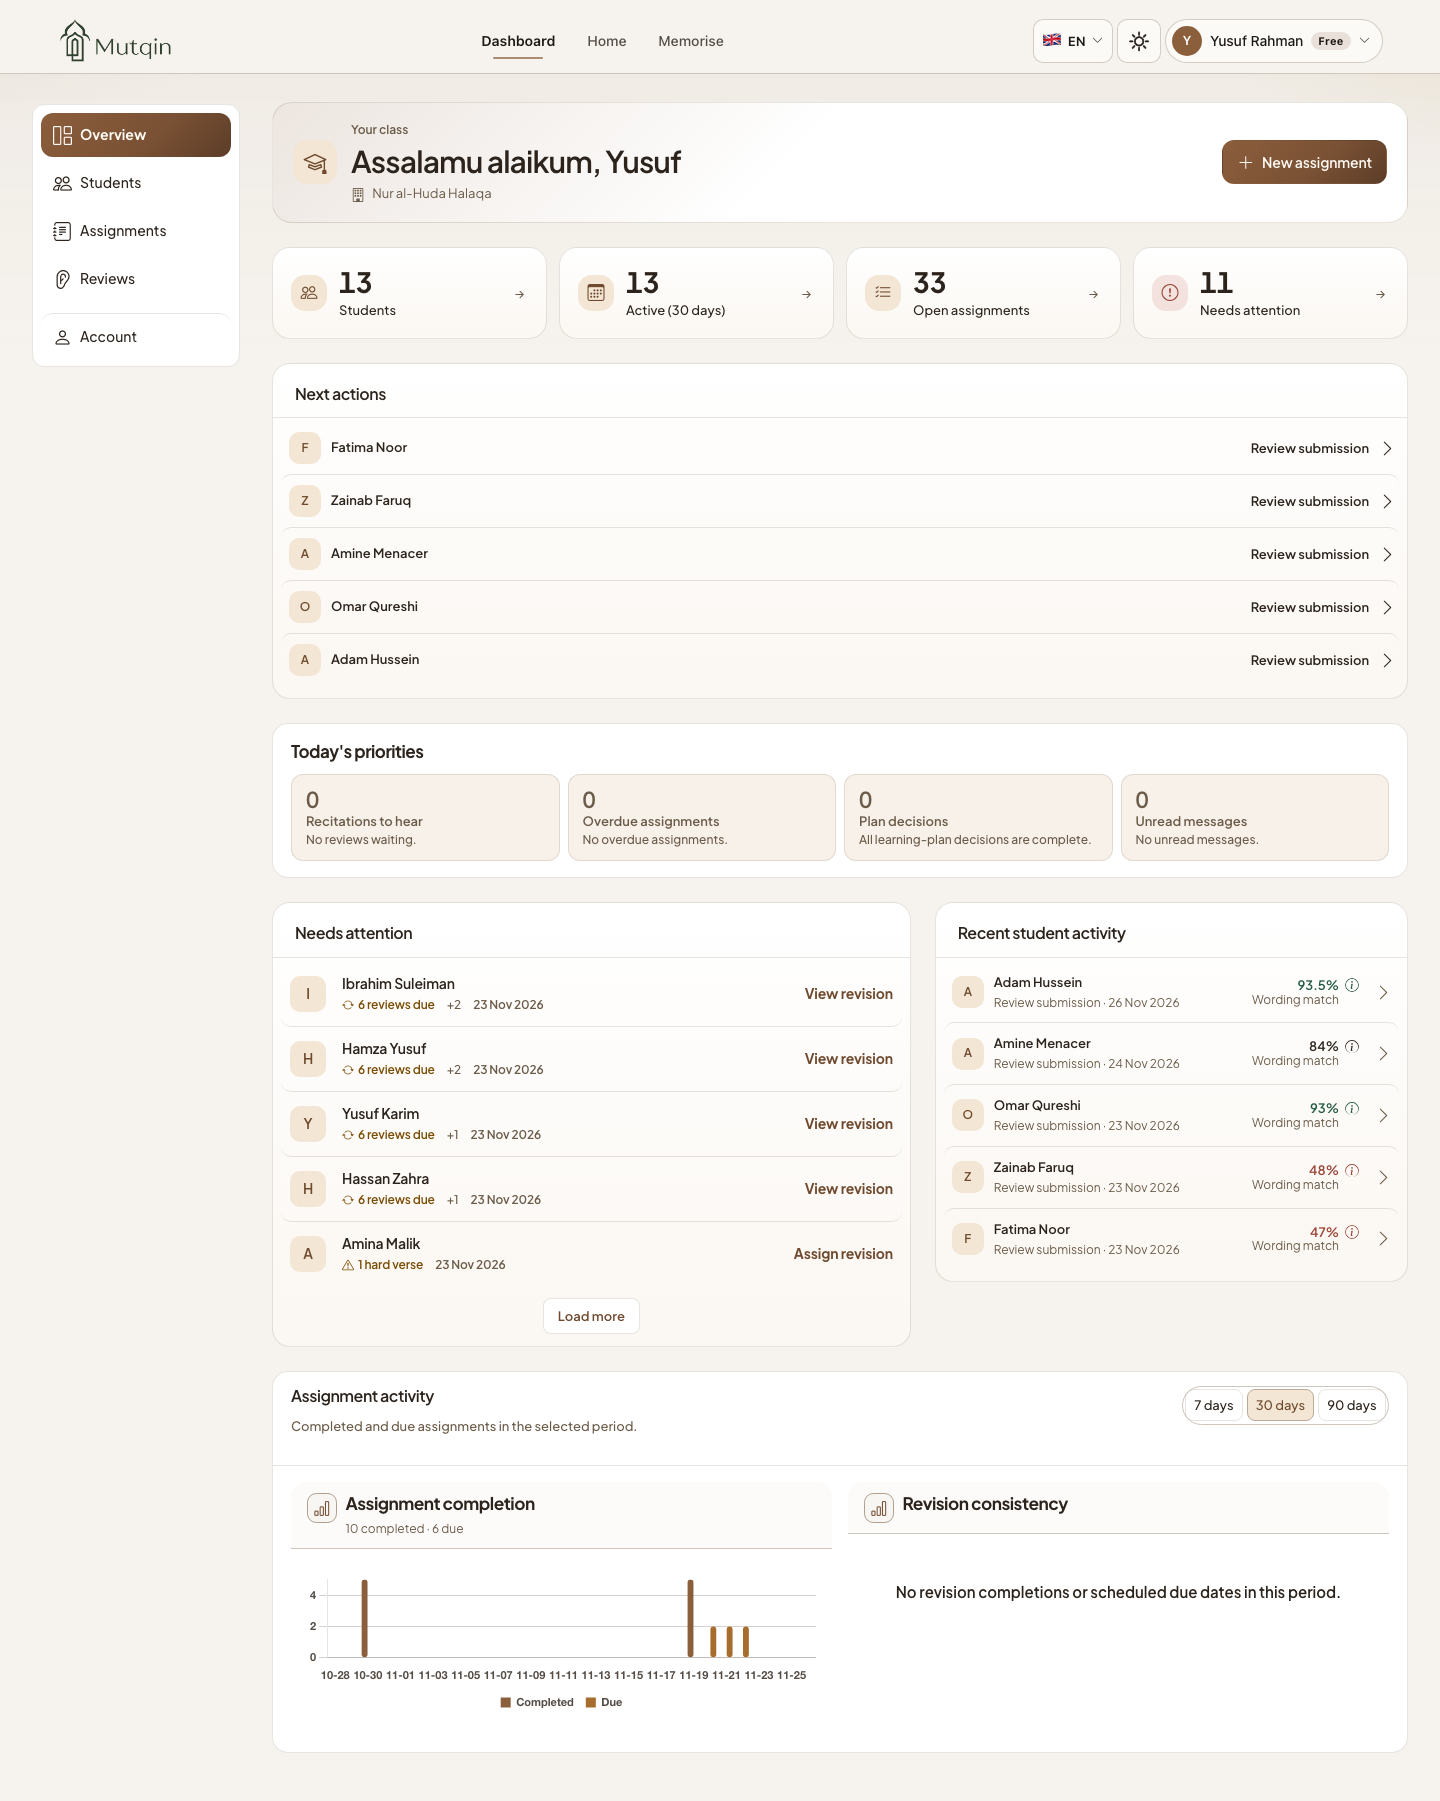 Mutqin
Dashboard
Home
Memorise
EN
Y
Yusuf Rahman
Free
Overview
Students
Assignments
Reviews
Account
Your class
Assalamu alaikum, Yusuf
Nur al-Huda Halaqa
New assignment
13
Students
13
Active (30 days)
33
Open assignments
11
Needs attention
Next actions
F
Fatima Noor
Review submission
Z
Zainab Faruq
Review submission
A
Amine Menacer
Review submission
O
Omar Qureshi
Review submission
A
Adam Hussein
Review submission
Today's priorities
0
Recitations to hear
No reviews waiting.
0
Overdue assignments
No overdue assignments.
0
Plan decisions
All learning-plan decisions are complete.
0
Unread messages
No unread messages.
Needs attention
I
Ibrahim Suleiman
6 reviews due +2 23 Nov 2026
View revision
H
Hamza Yusuf
6 reviews due +2 23 Nov 2026
View revision
Y
Yusuf Karim
6 reviews due +1 23 Nov 2026
View revision
H
Hassan Zahra
6 reviews due +1 23 Nov 2026
View revision
A
Amina Malik
1 hard verse 23 Nov 2026
Assign revision
Load more
Recent student activity
A
Adam Hussein
Review submission · 26 Nov 2026
93.5%
Wording match
A
Amine Menacer
Review submission · 24 Nov 2026
84%
Wording match
O
Omar Qureshi
Review submission · 23 Nov 2026
93%
Wording match
Z
Zainab Faruq
Review submission · 23 Nov 2026
48%
Wording match
F
Fatima Noor
Review submission · 23 Nov 2026
47%
Wording match
Assignment activity
Completed and due assignments in the selected period.
7 days
30 days
90 days
Assignment completion
10 completed · 6 due
4
2
0
10-28 10-30 11-01 11-03 11-05 11-07 11-09 11-11 11-13 11-15 11-17 11-19 11-21 11-23 11-25
Completed
Due
Revision consistency
No revision completions or scheduled due dates in this period.